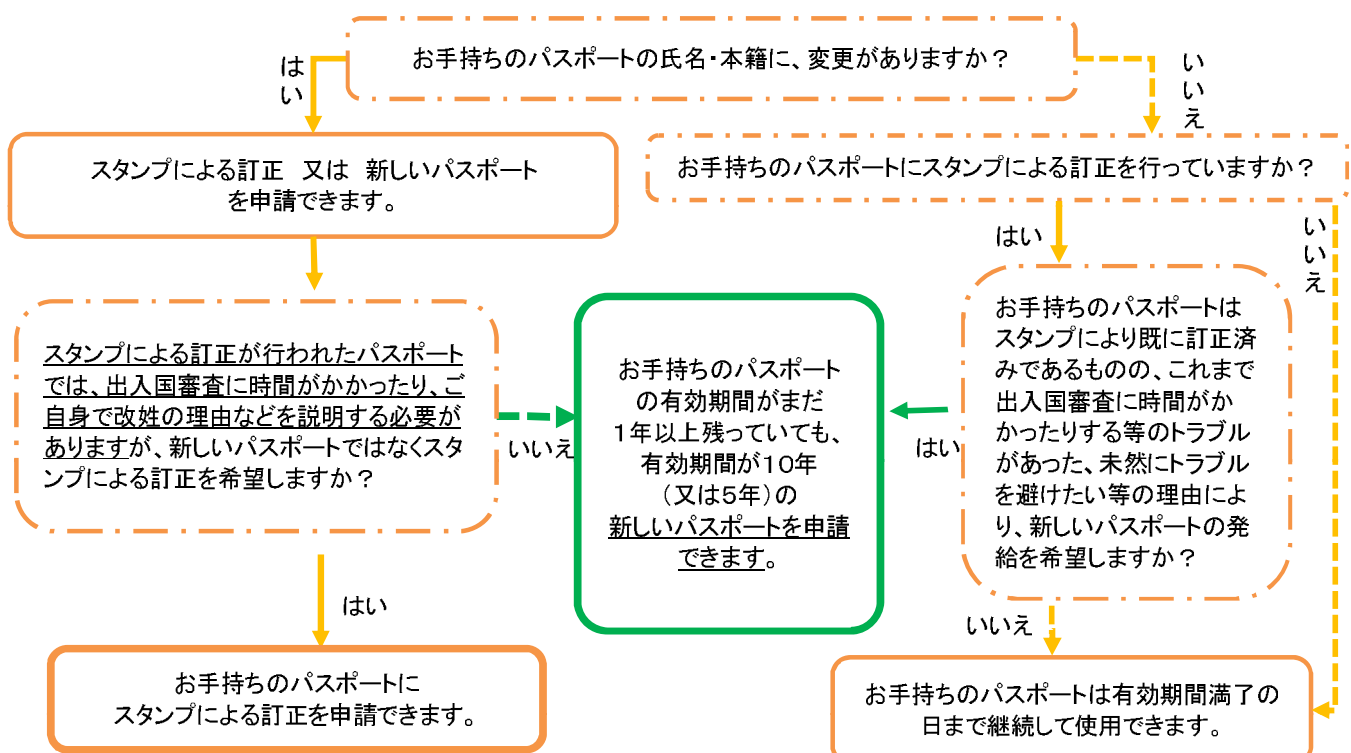 お手持ちのパスポートの氏名・本籍に、変更がありますか？
はい
いいえ
スタンプによる訂正　又は　新しいパスポート
を申請できます。
お手持ちのパスポートにスタンプによる訂正を行っていますか？
はい
いいえ
スタンプによる訂正が行われたパスポート
では、出入国審査に時間がかかったり、ご
自身で改姓の理由などを説明する必要が
ありますが、新しいパスポートではなくスタ
ンプによる訂正を希望しますか？
いいえ
お手持ちのパスポート
の有効期間がまだ
１年以上残っていても、
有効期間が１０年
（又は５年）の
新しいパスポートを申請
できます。
はい
お手持ちのパスポートは
スタンプにより既に訂正済
みであるものの、これまで
出入国審査に時間がか
かったりする等のトラブル
があった、未然にトラブル
を避けたい等の理由によ
り、新しいパスポートの発
給を希望しますか？
はい
いいえ
お手持ちのパスポートに
スタンプによる訂正を申請できます。
お手持ちのパスポートは有効期間満了の
日まで継続して使用できます。